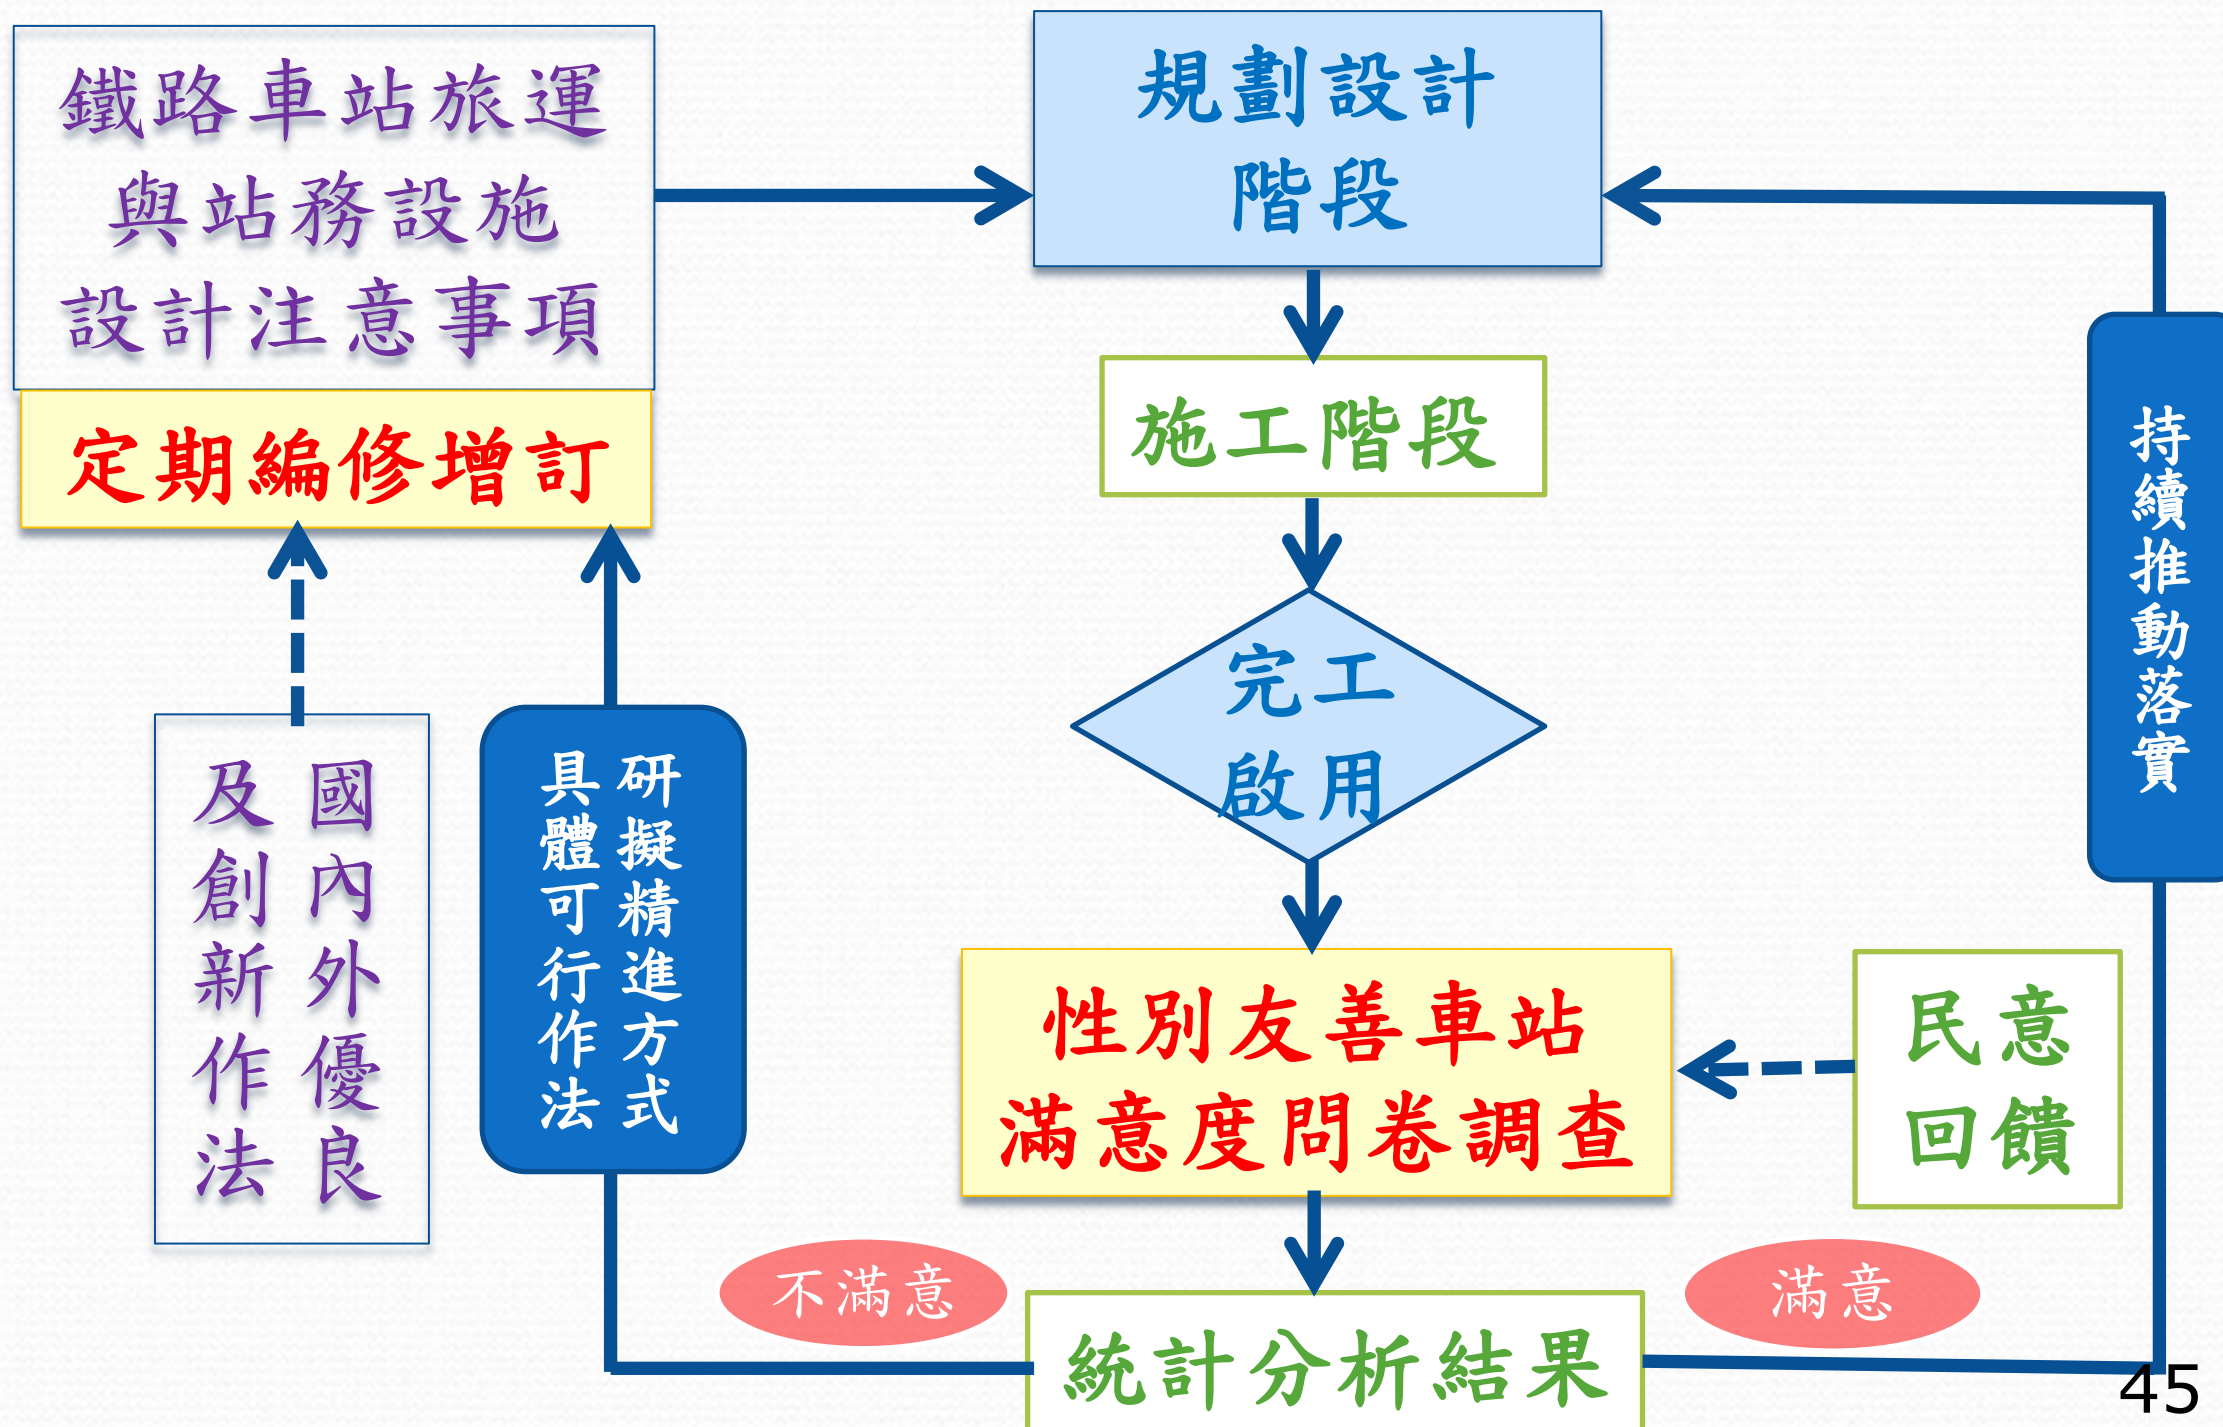 鐵路車站旅運
與站務設施
設計注意事項
定期編修增訂
規劃設計
階段
施工階段
完工
啟用
持續推動落實
國內外優良
及創新作法
研擬精進方式
具體可行作法
性別友善車站
滿意度問卷調查
民意
回饋
不滿意
滿意
統計分析結果
45